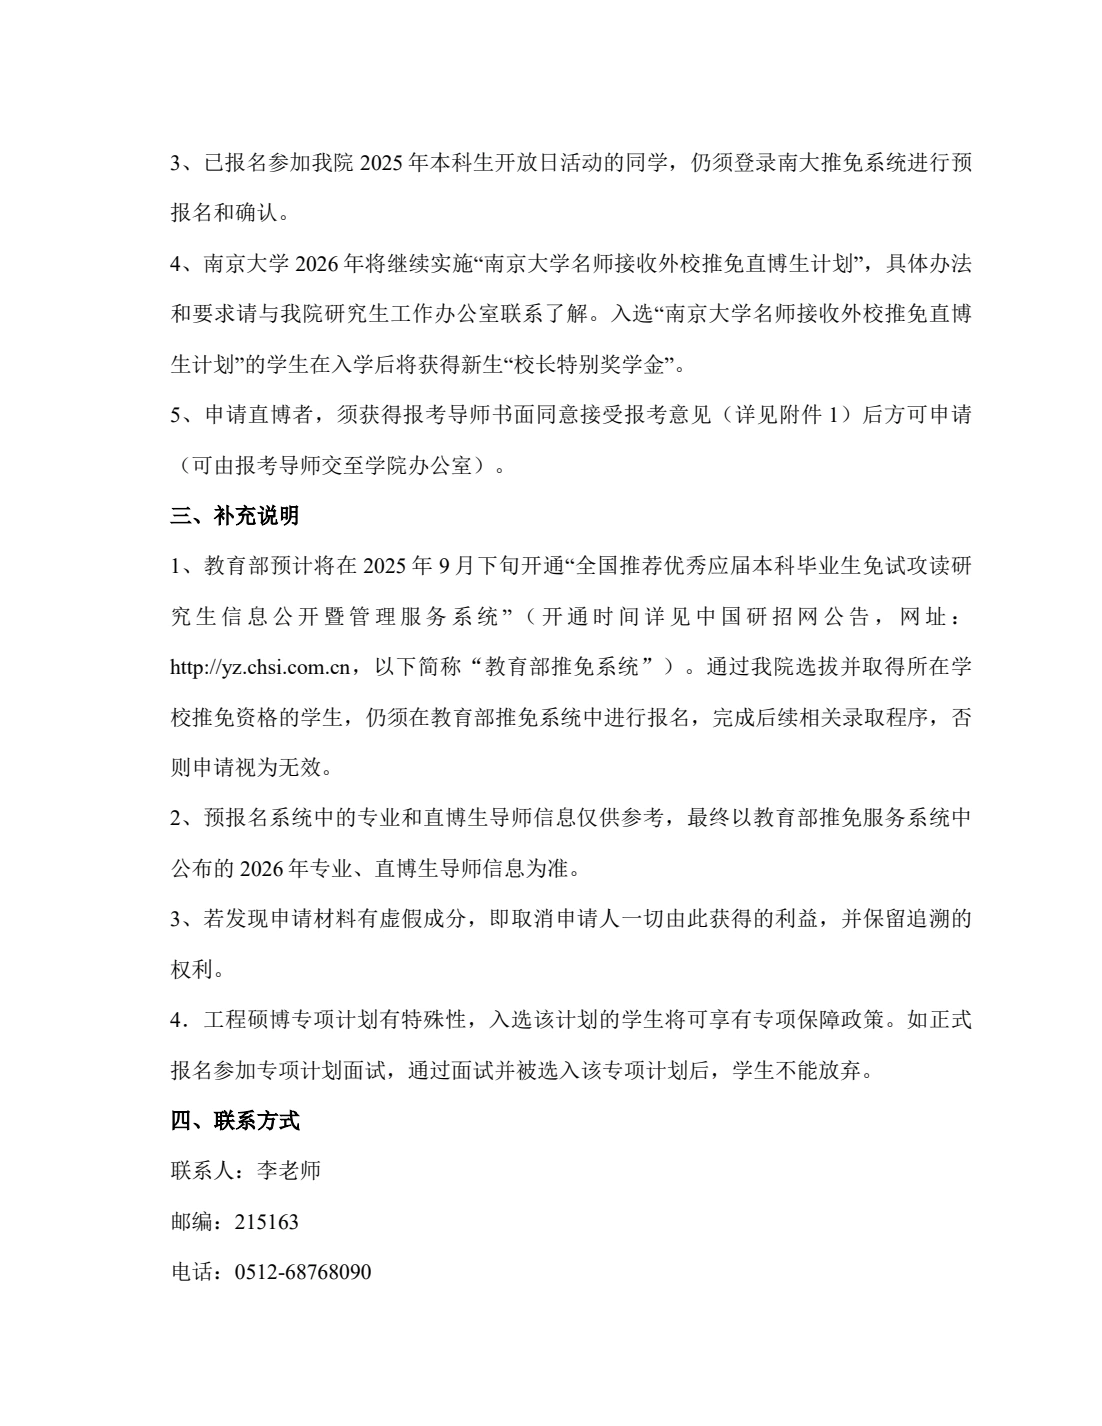 3、已报名参加我院 2025 年本科生开放日活动的同学，仍须登录南大推免系统进行预
报名和确认。
4、南京大学 2026 年将继续实施“南京大学名师接收外校推免直博生计划”，具体办法
和要求请与我院研究生工作办公室联系了解。入选“南京大学名师接收外校推免直博
生计划”的学生在入学后将获得新生“校长特别奖学金”。
5、申请直博者，须获得报考导师书面同意接受报考意见（详见附件 1）后方可申请
（可由报考导师交至学院办公室）。
三、补充说明
1、教育部预计将在 2025 年 9 月下旬开通“全国推荐优秀应届本科毕业生免试攻读研
究生信息公开暨管理服务系统”（开通时间详见中国研招网公告，网址：
http://yz.chsi.com.cn，以下简称“教育部推免系统”）。通过我院选拔并取得所在学
校推免资格的学生，仍须在教育部推免系统中进行报名，完成后续相关录取程序，否
则申请视为无效。
2、预报名系统中的专业和直博生导师信息仅供参考，最终以教育部推免服务系统中
公布的 2026 年专业、直博生导师信息为准。
3、若发现申请材料有虚假成分，即取消申请人一切由此获得的利益，并保留追溯的
权利。
4．工程硕博专项计划有特殊性，入选该计划的学生将可享有专项保障政策。如正式
报名参加专项计划面试，通过面试并被选入该专项计划后，学生不能放弃。
四、联系方式
联系人：李老师
邮编：215163
电话：0512-68768090